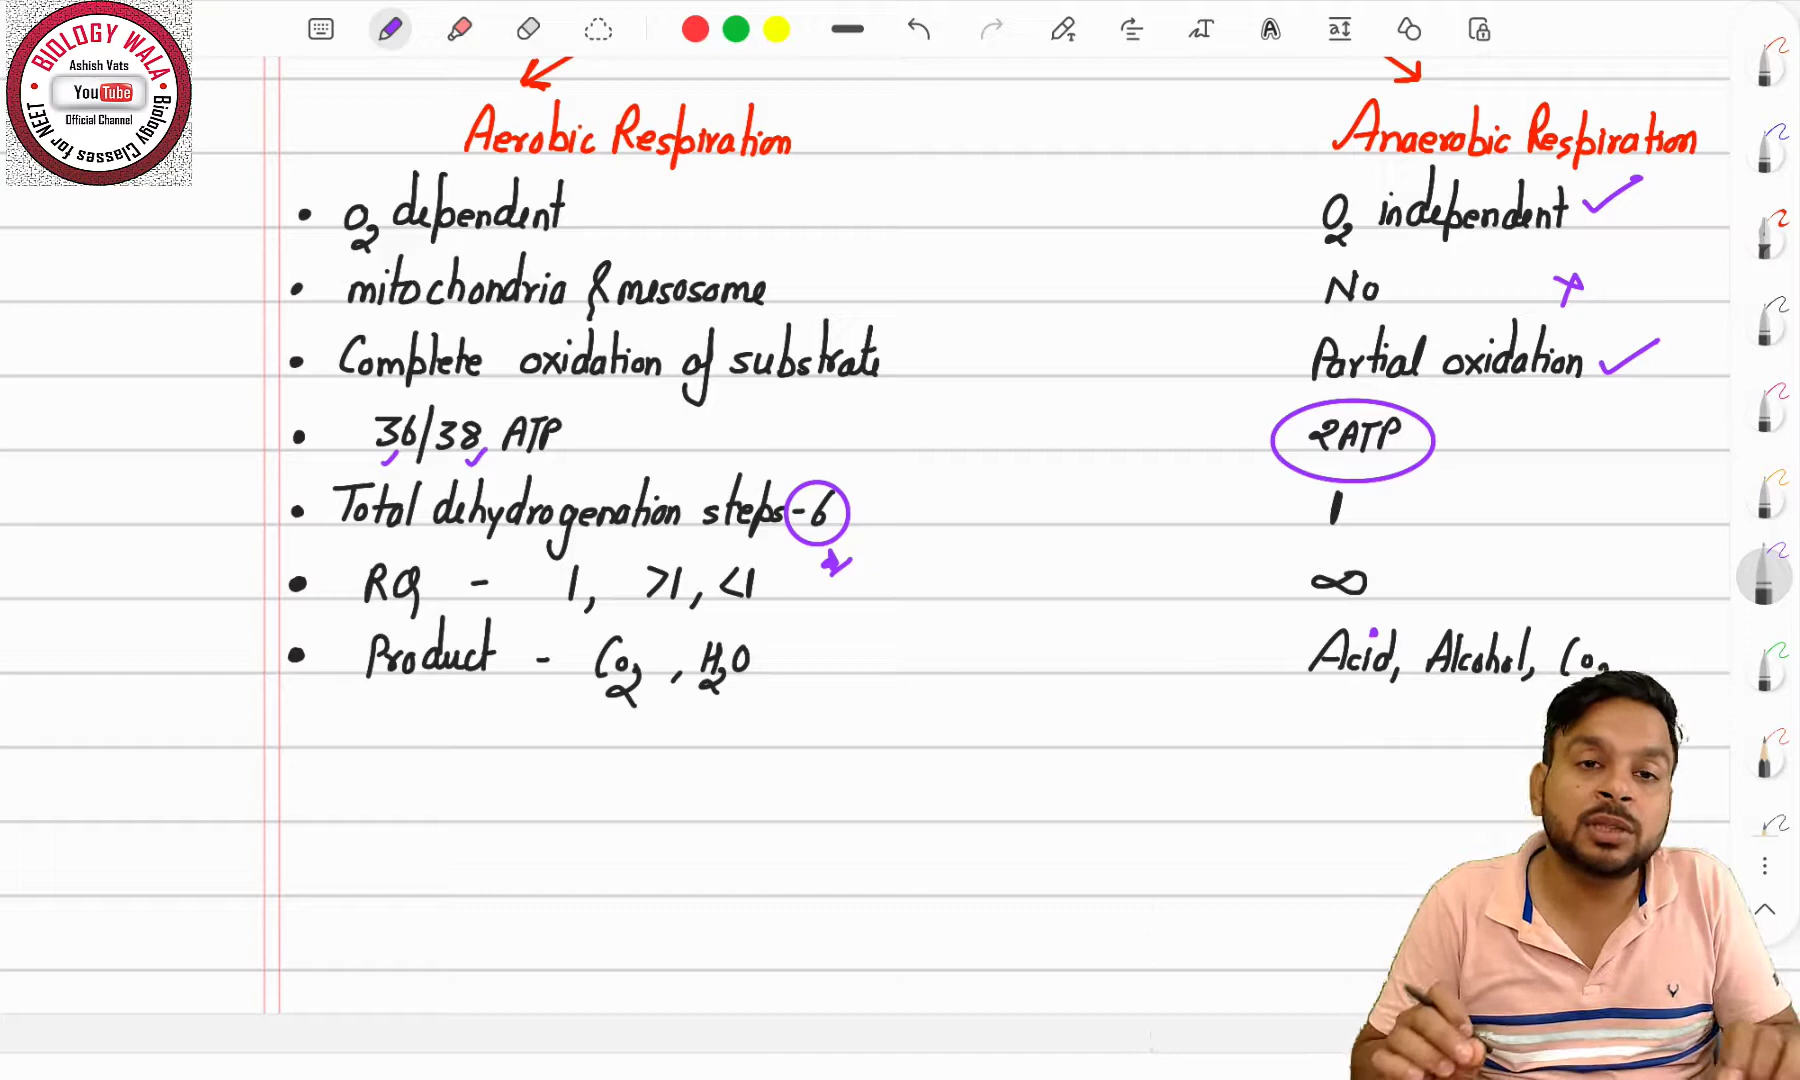 BIOLOGY WALA
Ashish Vats
YouTube
Official Channel
Biology Classes for NEET
Aerobic Respiration
Anaerobic Respiration
• O2 dependent
O2 independent ✓
• mitochondria & mesosome
No ✗
• Complete oxidation of substrate
Partial oxidation ✓
• 36/38 ATP
2ATP
• Total dehydrogenation steps - 6
1
• RQ - 1, >1, <1
∞
• Product - CO2, H2O
Acid, Alcohol, CO2